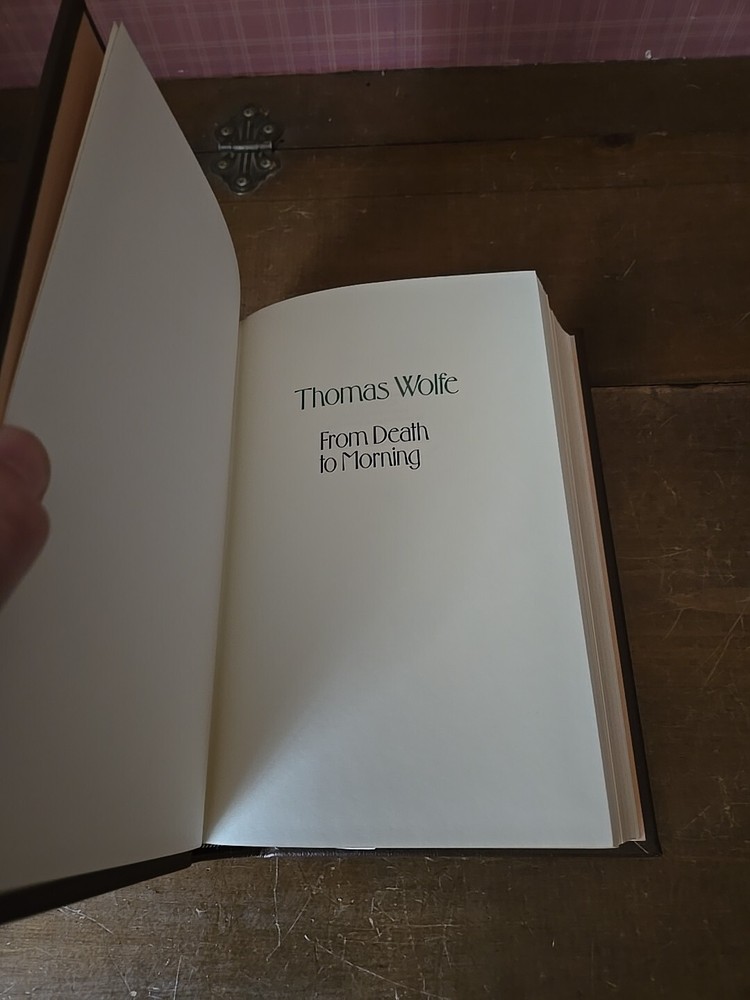 Thomas Wolfe
From Death
to Morning